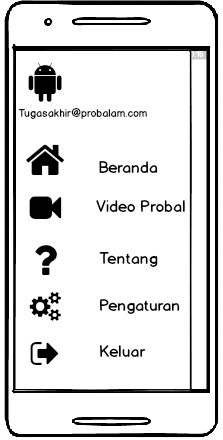 Tugasakhir@probalam.com
Beranda
Video Probal
Tentang
Pengaturan
Keluar